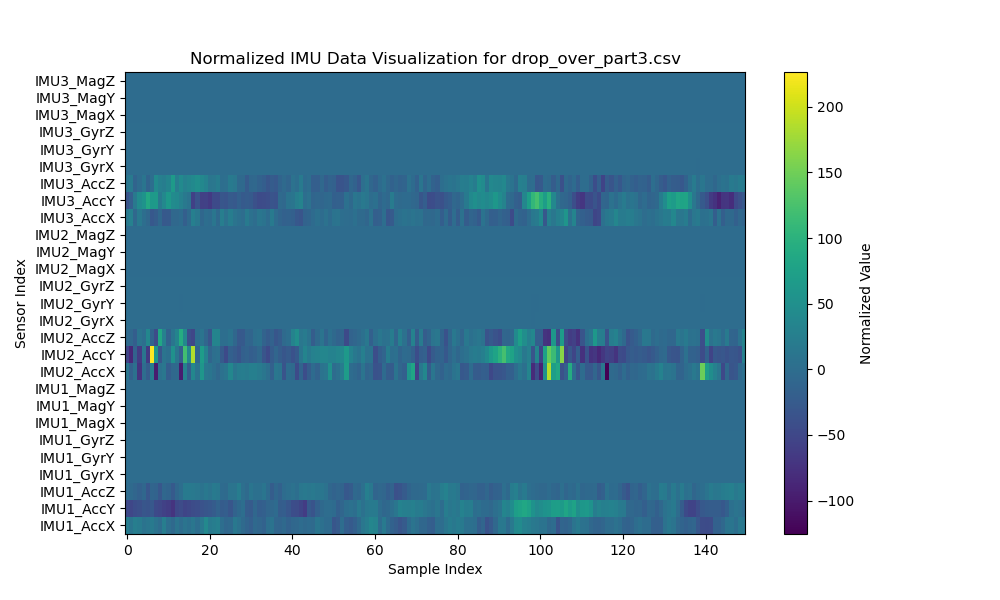 Normalized IMU Data Visualization for drop_over_part3.csv
Sensor Index
IMU3_MagZ
IMU3_MagY
IMU3_MagX
IMU3_GyrZ
IMU3_GyrY
IMU3_GyrX
IMU3_AccZ
IMU3_AccY
IMU3_AccX
IMU2_MagZ
IMU2_MagY
IMU2_MagX
IMU2_GyrZ
IMU2_GyrY
IMU2_GyrX
IMU2_AccZ
IMU2_AccY
IMU2_AccX
IMU1_MagZ
IMU1_MagY
IMU1_MagX
IMU1_GyrZ
IMU1_GyrY
IMU1_GyrX
IMU1_AccZ
IMU1_AccY
IMU1_AccX
0 20 40 60 80 100 120 140
Sample Index
200
150
100
50
0
−50
−100
Normalized Value